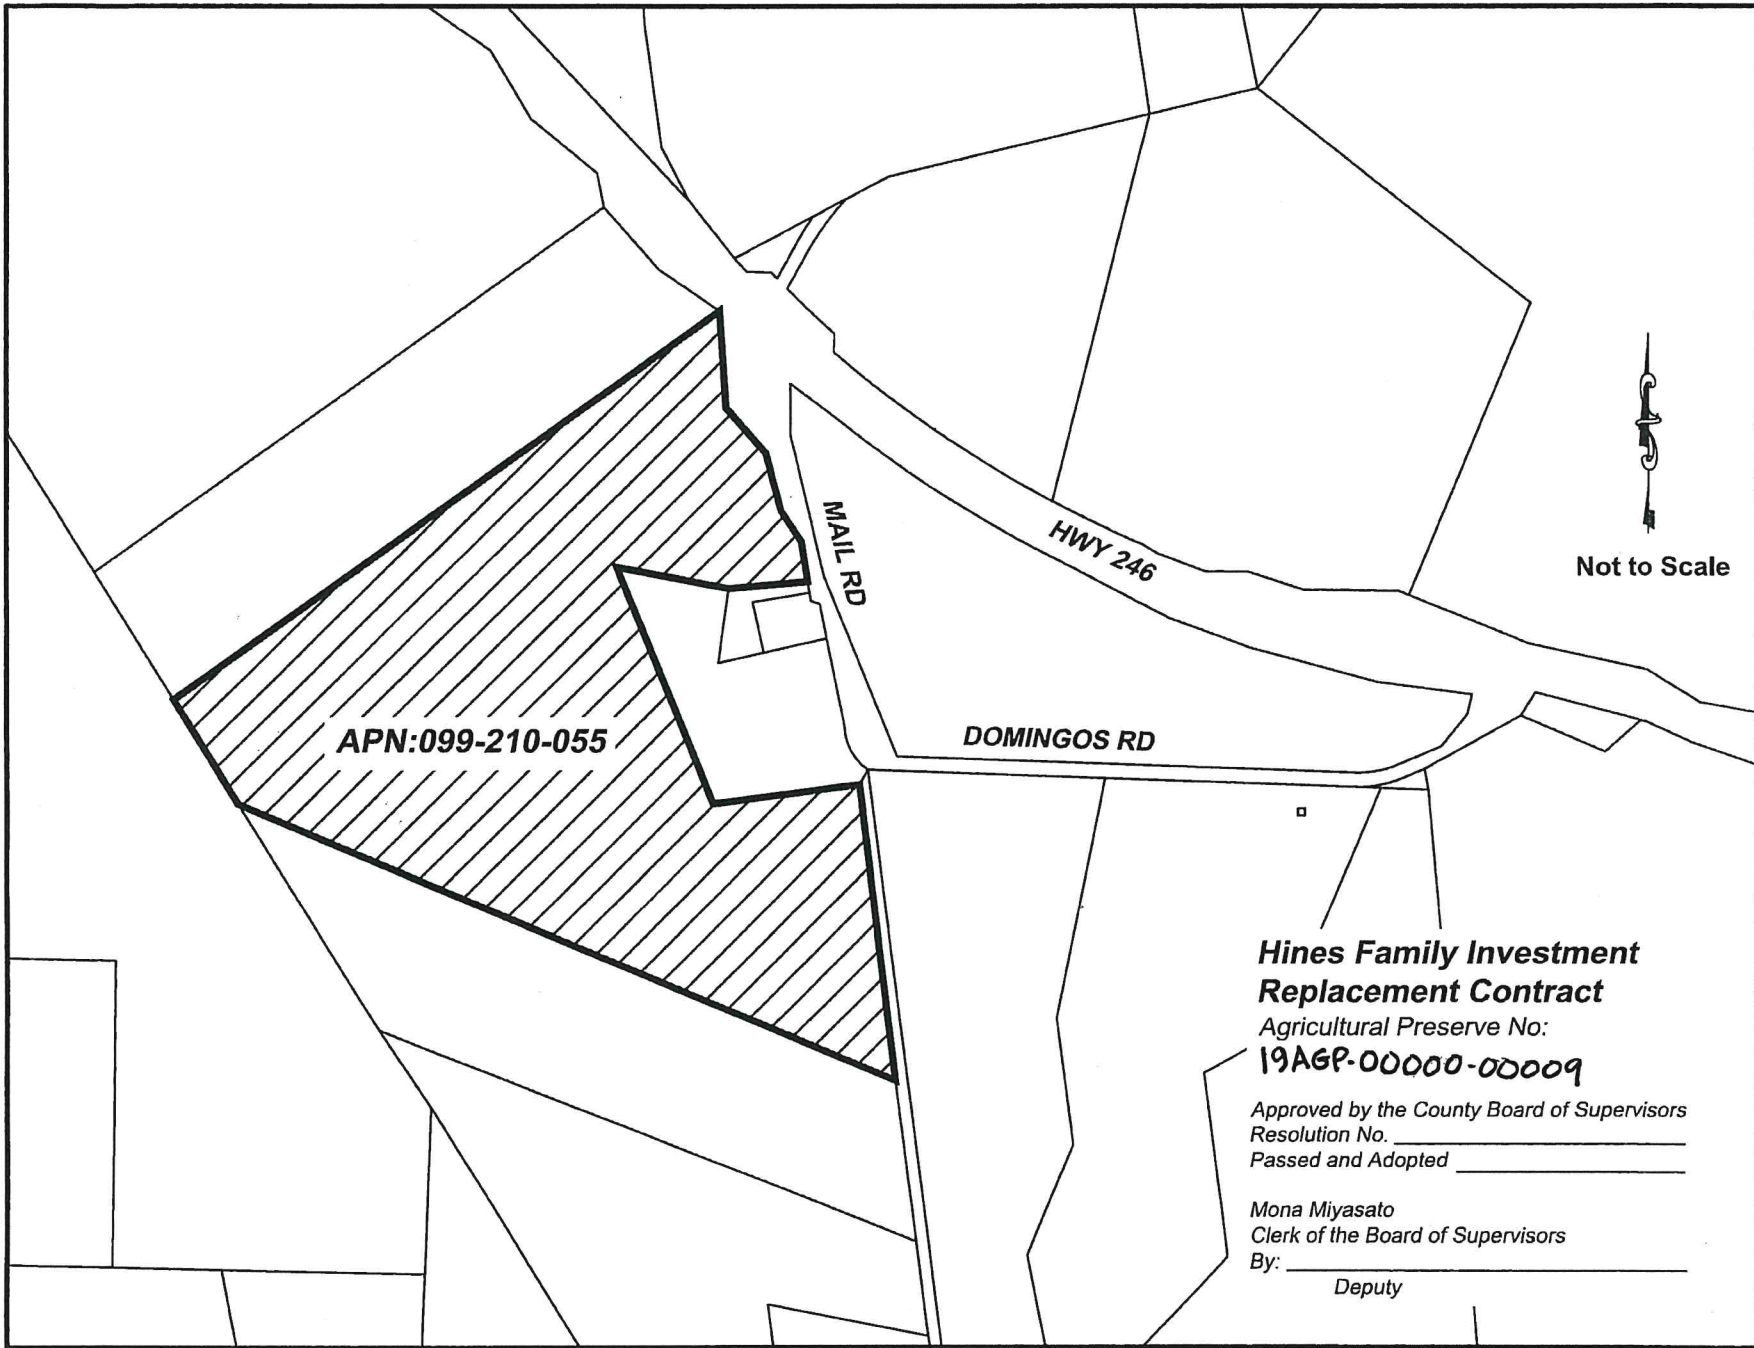 MAIL RD
HWY 246
Not to Scale
APN:099-210-055
DOMINGOS RD
Hines Family Investment
Replacement Contract
Agricultural Preserve No:
19AGP-00000-00009
Approved by the County Board of Supervisors
Resolution No.
Passed and Adopted
Mona Miyasato
Clerk of the Board of Supervisors
By:
Deputy